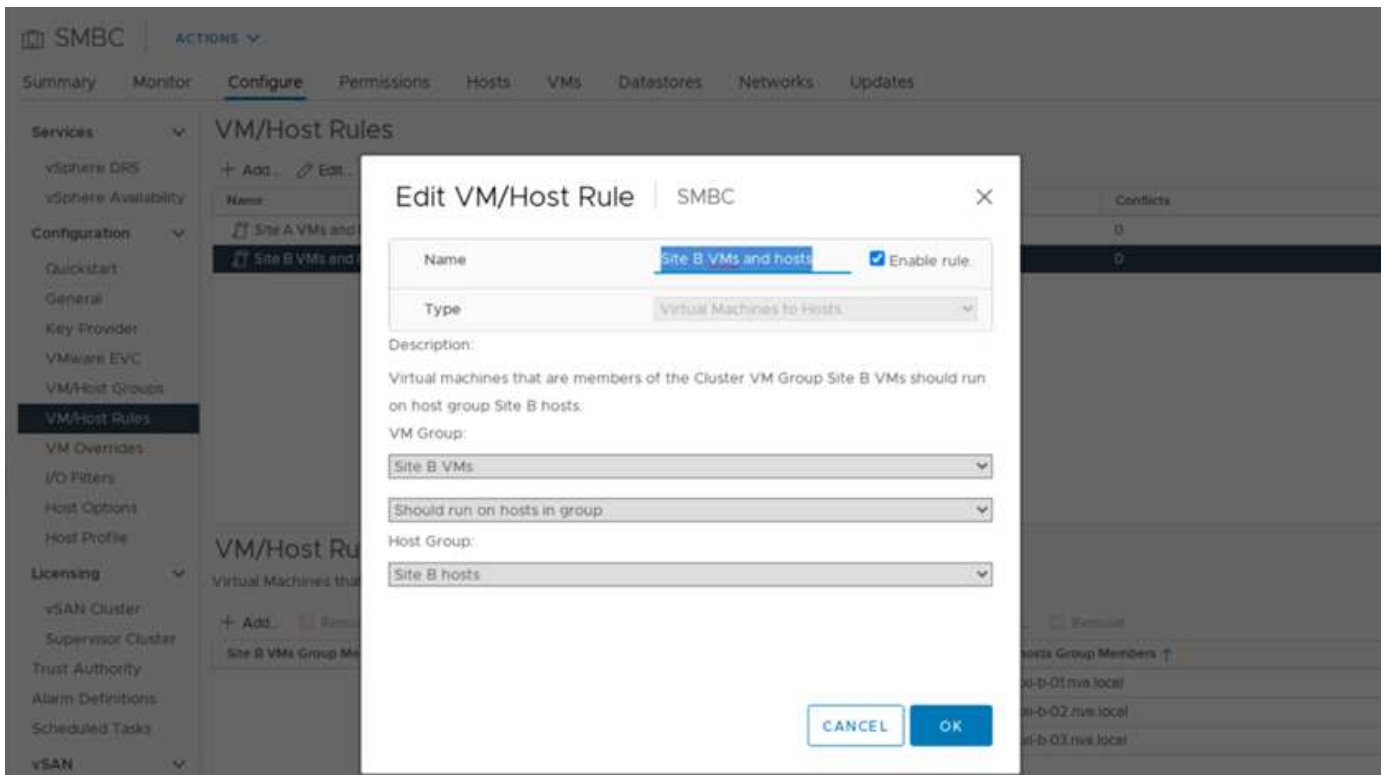 SMBC ACTIONS
Summary Monitor Configure Permissions Hosts VMs Datastores Networks Updates
Services
vSphere DRS
vSphere Availability
Configuration
Quickstart
General
Key Provider
VMware EVC
VM/Host Groups
VM/Host Rules
VM Overrides
I/O Filters
Host Options
Host Profile
Licensing
vSAN Cluster
Supervisor Cluster
Trust Authority
Alarm Definitions
Scheduled Tasks
vSAN
VM/Host Rules
+ Add... Edit...
Name Conflicts
Site A VMs and 0
Site B VMs and 0
Edit VM/Host Rule SMBC
Name Site B VMs and hosts Enable rule.
Type Virtual Machines to Hosts
Description:
Virtual machines that are members of the Cluster VM Group Site B VMs should run
on host group Site B hosts.
VM Group:
Site B VMs
Should run on hosts in group
Host Group:
Site B hosts
CANCEL OK
VM/Host Ru
Virtual Machines that
+ Add... Remove
Site B VMs Group Me Group Members
-b-01.nva.local
-b-02.nva.local
-b-03.nva.local